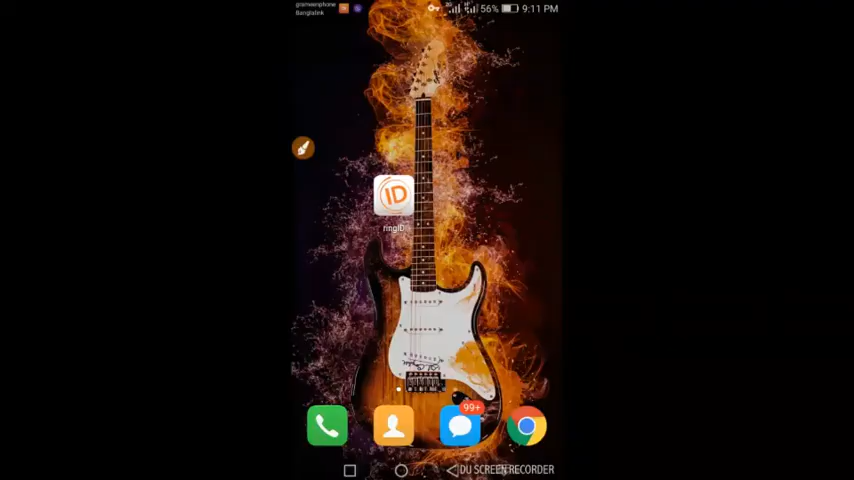 grameenphone
Banglalink
56% 9:11 PM
ID
ringID
99+
DU SCREEN RECORDER